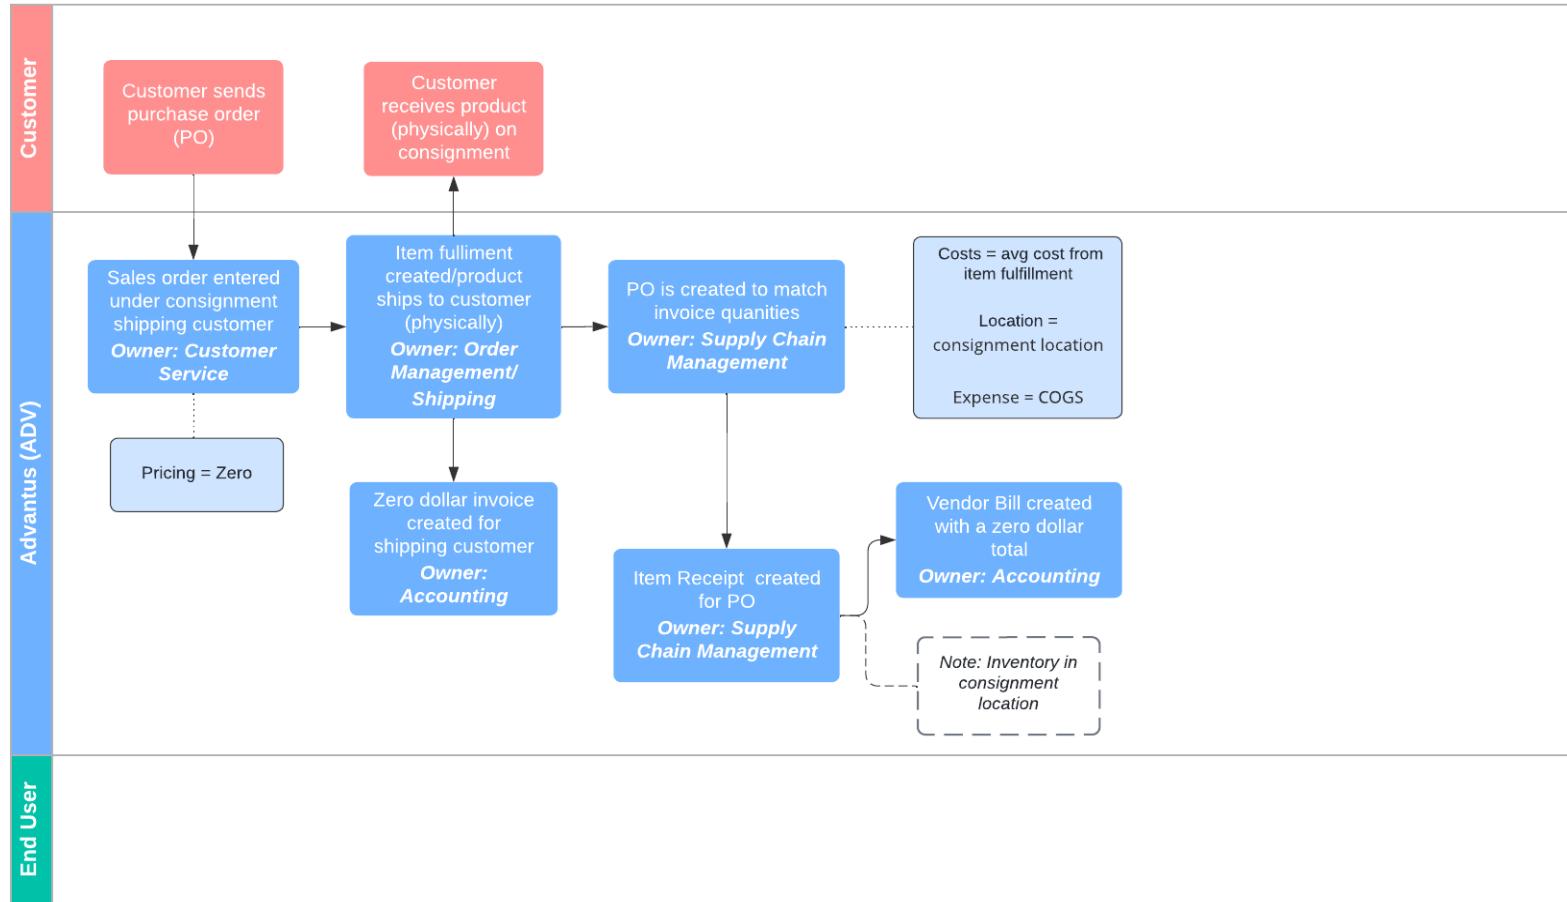 Customer
Customer sends
purchase order
(PO)
Customer
receives product
(physically) on
consignment
Advantus (ADV)
Sales order entered
under consignment
shipping customer
Owner: Customer
Service
Pricing = Zero
Item fulliment
created/product
ships to customer
(physically)
Owner: Order
Management/
Shipping
Zero dollar invoice
created for
shipping customer
Owner:
Accounting
PO is created to match
invoice quanities
Owner: Supply Chain
Management
Costs = avg cost from
item fulfillment
Location =
consignment location
Expense = COGS
Item Receipt  created
for PO
Owner: Supply
Chain Management
Vendor Bill created
with a zero dollar
total
Owner: Accounting
Note: Inventory in
consignment
location
End User